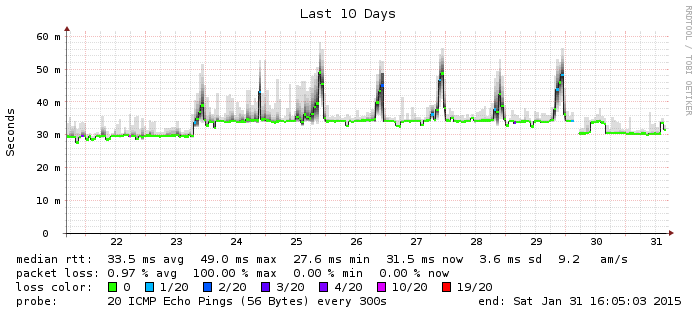 Last 10 Days
RRDTOOL / TOBI OETIKER
Seconds
60 m
50 m
40 m
30 m
20 m
10 m
0
22 23 24 25 26 27 28 29 30 31
median rtt: 33.5 ms avg 49.0 ms max 27.6 ms min 31.5 ms now 3.6 ms sd 9.2 am/s
packet loss: 0.97 % avg 100.00 % max 0.00 % min 0.00 % now
loss color: 0 1/20 2/20 3/20 4/20 10/20 19/20
probe: 20 ICMP Echo Pings (56 Bytes) every 300s end: Sat Jan 31 16:05:03 2015